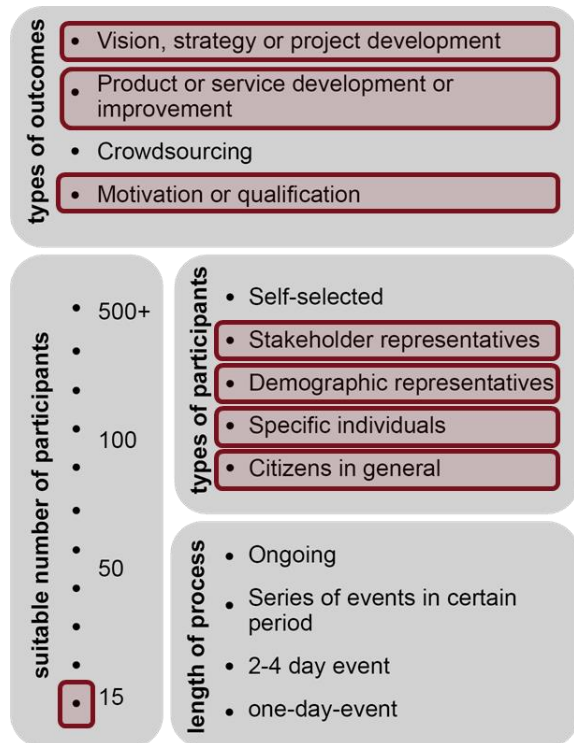 types of outcomes
• Vision, strategy or project development
• Product or service development or
improvement
• Crowdsourcing
• Motivation or qualification
suitable number of participants
• 500+
•
•
• 100
•
•
• 50
•
•
•
• 15
types of participants
• Self-selected
• Stakeholder representatives
• Demographic representatives
• Specific individuals
• Citizens in general
length of process
• Ongoing
• Series of events in certain
period
• 2-4 day event
• one-day-event